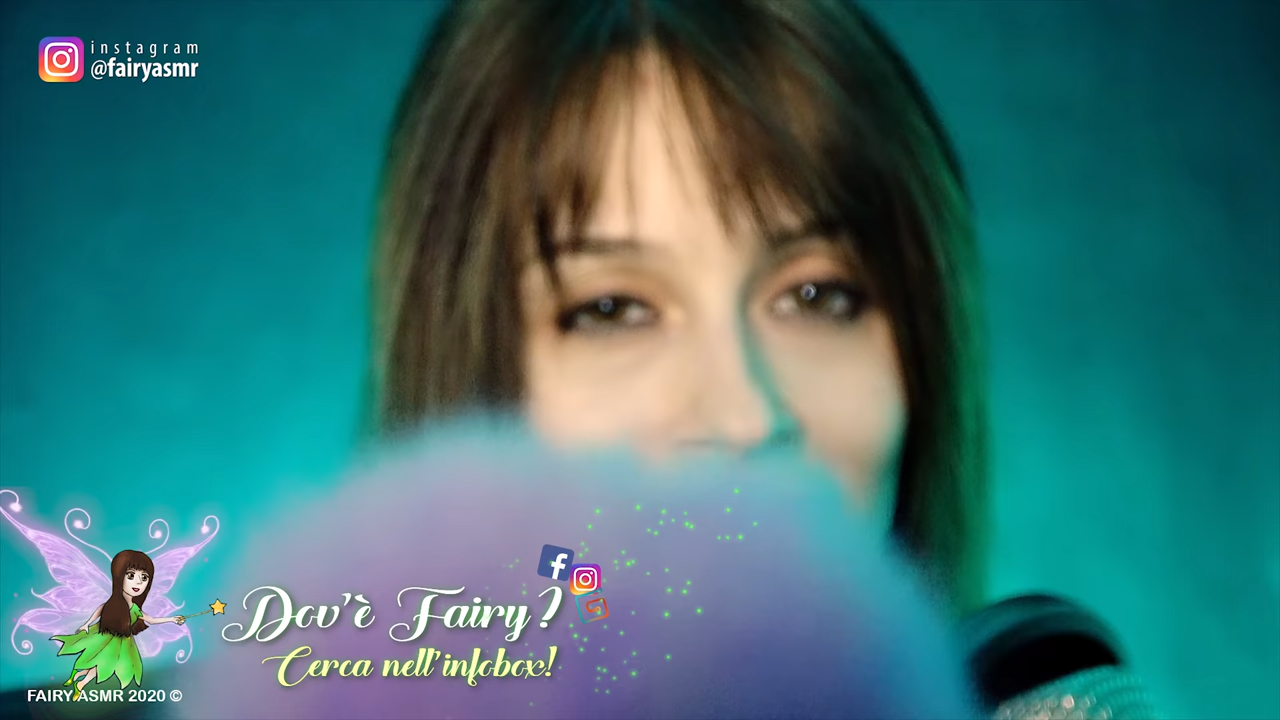 instagram
@fairyasmr
Dov'è Fairy?
Cerca nell'infobox!
FAIRY ASMR 2020 ©